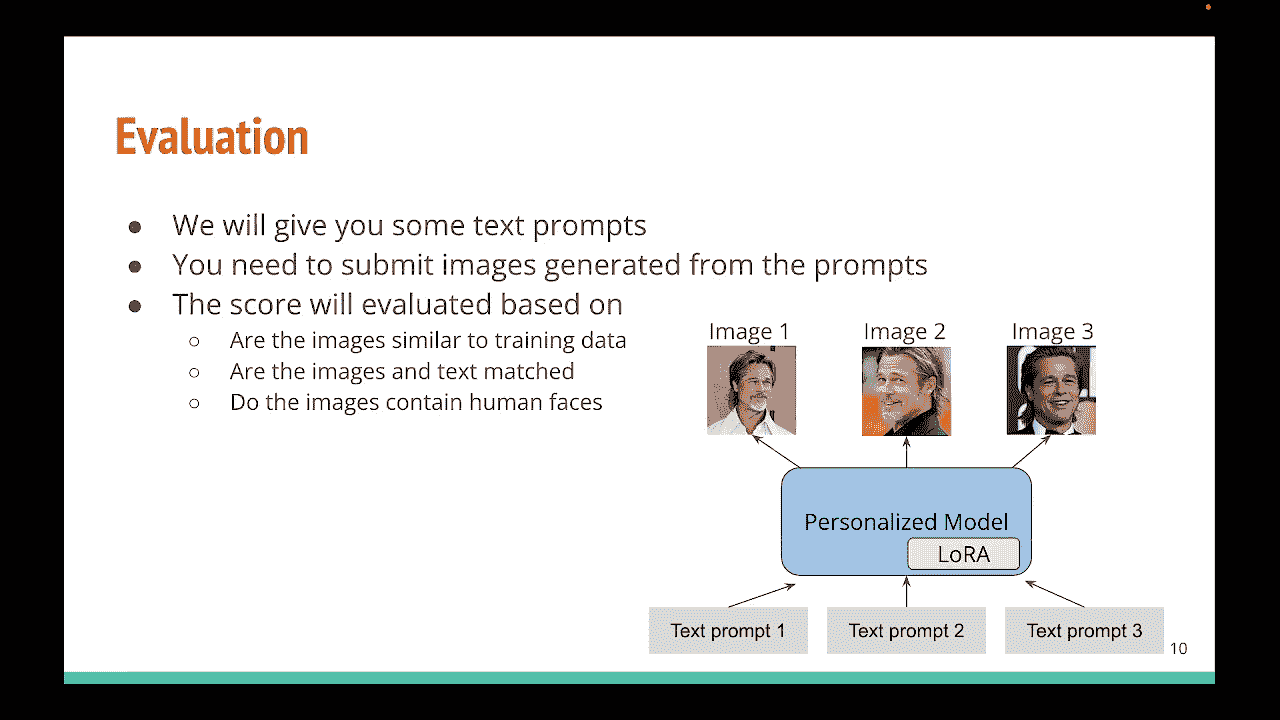 Evaluation
● We will give you some text prompts
● You need to submit images generated from the prompts
● The score will evaluated based on
○ Are the images similar to training data
○ Are the images and text matched
○ Do the images contain human faces
Image 1 Image 2 Image 3
Personalized Model
LoRA
Text prompt 1 Text prompt 2 Text prompt 3
10